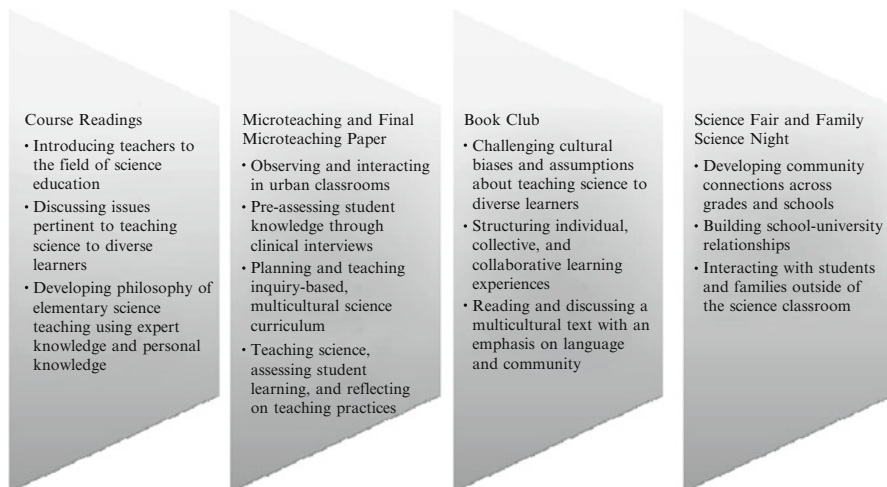 Course Readings
• Introducing teachers to
the field of science
education
• Discussing issues
pertinent to teaching
science to diverse
learners
• Developing philosophy of
elementary science
teaching using expert
knowledge and personal
knowledge
Microteaching and Final
Microteaching Paper
• Observing and interacting
in urban classrooms
• Pre-assessing student
knowledge through
clinical interviews
• Planning and teaching
inquiry-based,
multicultural science
curriculum
• Teaching science,
assessing student
learning, and reflecting
on teaching practices
Book Club
• Challenging cultural
biases and assumptions
about teaching science to
diverse learners
• Structuring individual,
collective, and
collaborative learning
experiences
• Reading and discussing a
multicultural text with an
emphasis on language
and community
Science Fair and Family
Science Night
• Developing community
connections across
grades and schools
• Building school-university
relationships
• Interacting with students
and families outside of
the science classroom